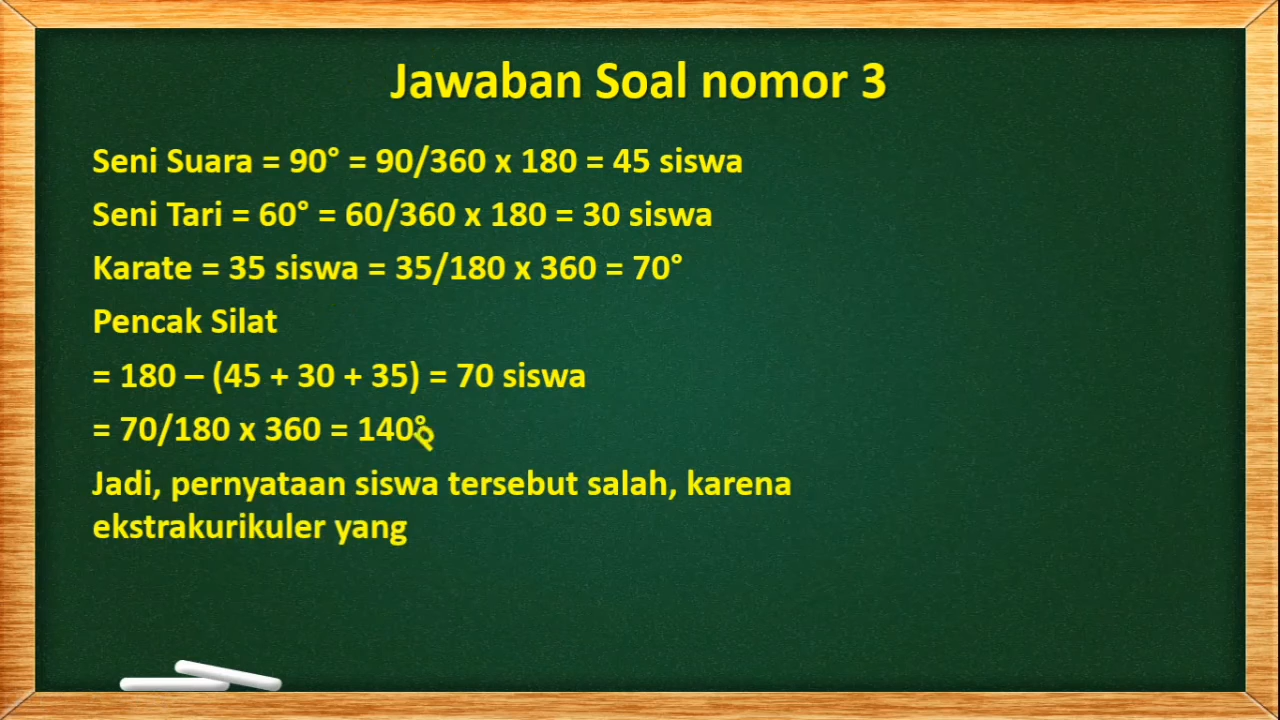 Jawaban Soal nomor 3
Seni Suara = 90° = 90/360 x 180 = 45 siswa
Seni Tari = 60° = 60/360 x 180 = 30 siswa
Karate = 35 siswa = 35/180 x 360 = 70°
Pencak Silat
= 180 – (45 + 30 + 35) = 70 siswa
= 70/180 x 360 = 140°
Jadi, pernyataan siswa tersebut salah, karena
ekstrakurikuler yang